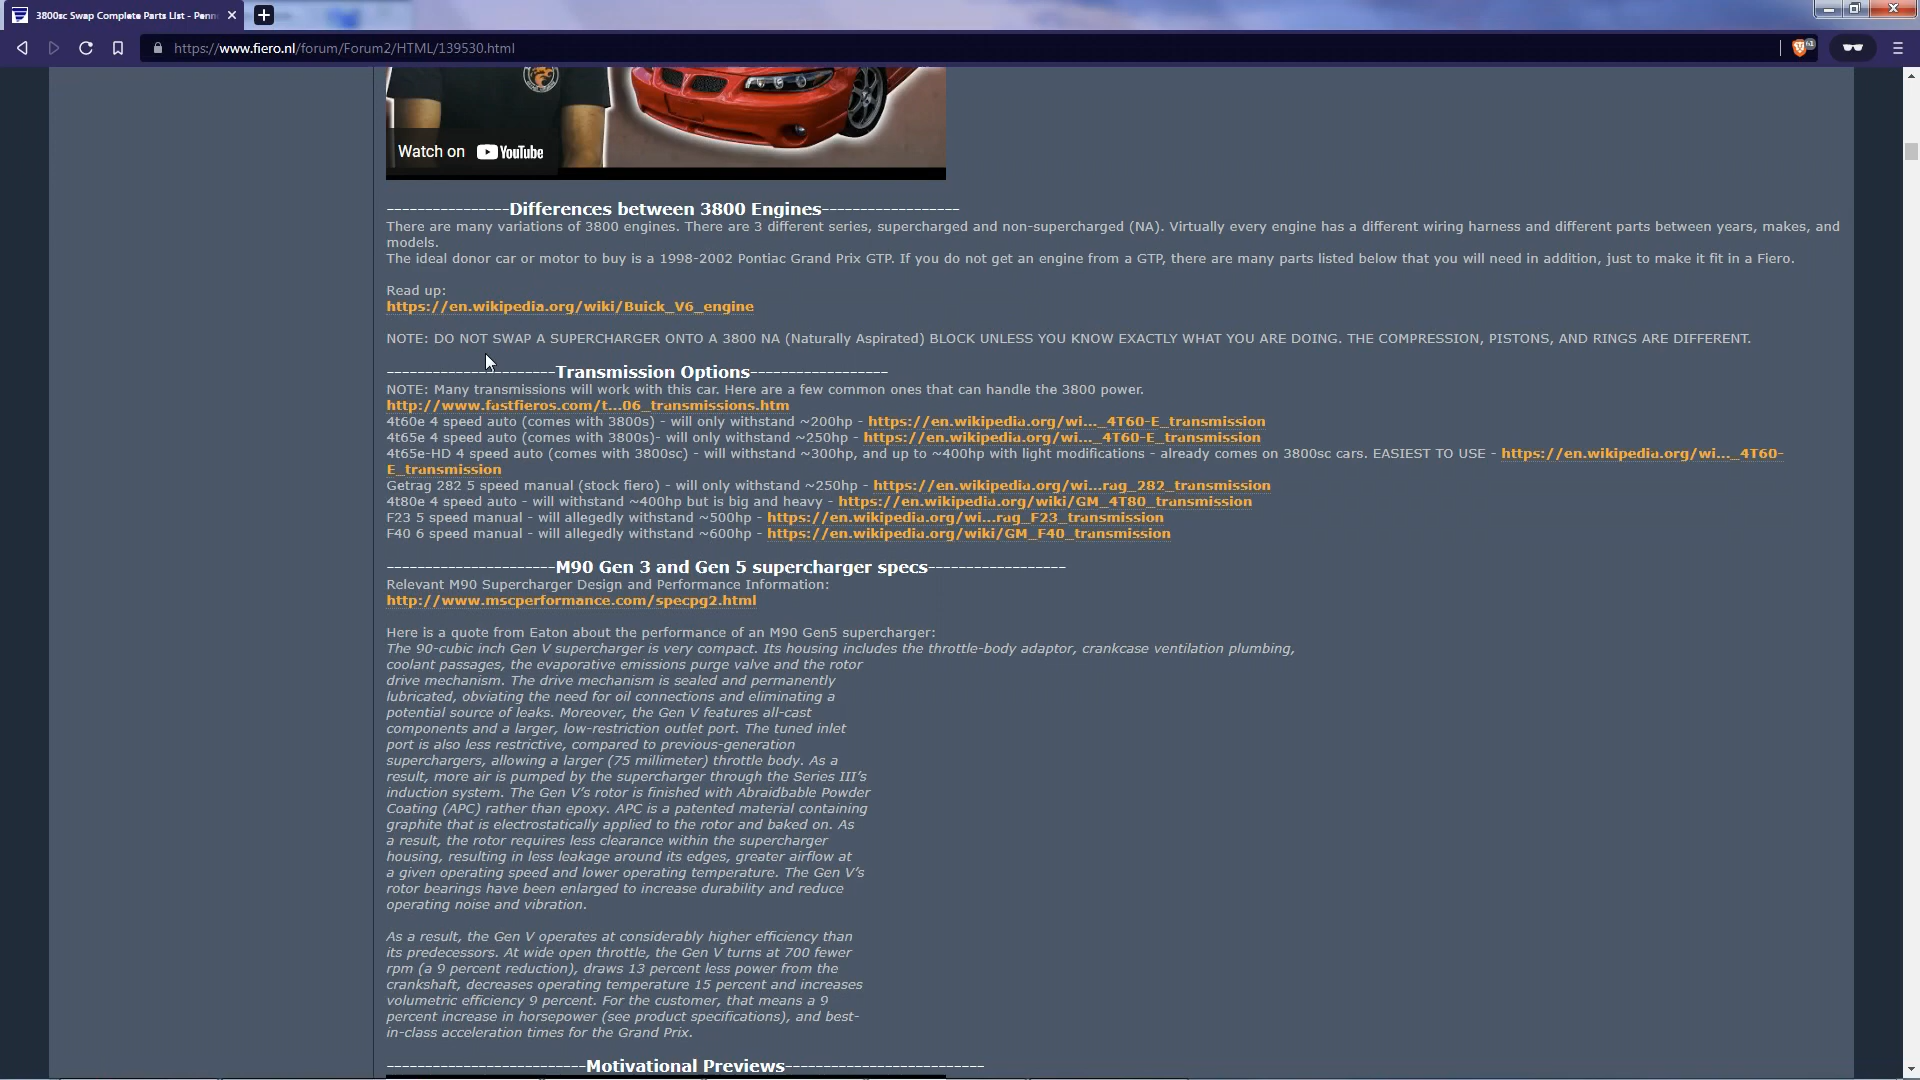 3800sc Swap Complete Parts List - Penn
https://www.fiero.nl/forum/Forum2/HTML/139530.html
Watch on YouTube
----------------Differences between 3800 Engines------------------
There are many variations of 3800 engines. There are 3 different series, supercharged and non-supercharged (NA). Virtually every engine has a different wiring harness and different parts between years, makes, and
models.
The ideal donor car or motor to buy is a 1998-2002 Pontiac Grand Prix GTP. If you do not get an engine from a GTP, there are many parts listed below that you will need in addition, just to make it fit in a Fiero.
Read up:
https://en.wikipedia.org/wiki/Buick_V6_engine
NOTE: DO NOT SWAP A SUPERCHARGER ONTO A 3800 NA (Naturally Aspirated) BLOCK UNLESS YOU KNOW EXACTLY WHAT YOU ARE DOING. THE COMPRESSION, PISTONS, AND RINGS ARE DIFFERENT.
----------------------Transmission Options------------------
NOTE: Many transmissions will work with this car. Here are a few common ones that can handle the 3800 power.
http://www.fastfieros.com/t...06_transmissions.htm
4t60e 4 speed auto (comes with 3800s) - will only withstand ~200hp - https://en.wikipedia.org/wi..._4T60-E_transmission
4t65e 4 speed auto (comes with 3800s)- will only withstand ~250hp - https://en.wikipedia.org/wi..._4T60-E_transmission
4t65e-HD 4 speed auto (comes with 3800sc) - will withstand ~300hp, and up to ~400hp with light modifications - already comes on 3800sc cars. EASIEST TO USE - https://en.wikipedia.org/wi..._4T60-
E_transmission
Getrag 282 5 speed manual (stock fiero) - will only withstand ~250hp - https://en.wikipedia.org/wi...rag_282_transmission
4t80e 4 speed auto - will withstand ~400hp but is big and heavy - https://en.wikipedia.org/wiki/GM_4T80_transmission
F23 5 speed manual - will allegedly withstand ~500hp - https://en.wikipedia.org/wi...rag_F23_transmission
F40 6 speed manual - will allegedly withstand ~600hp - https://en.wikipedia.org/wiki/GM_F40_transmission
----------------------M90 Gen 3 and Gen 5 supercharger specs------------------
Relevant M90 Supercharger Design and Performance Information:
http://www.mscperformance.com/specpg2.html
Here is a quote from Eaton about the performance of an M90 Gen5 supercharger:
The 90-cubic inch Gen V supercharger is very compact. Its housing includes the throttle-body adaptor, crankcase ventilation plumbing,
coolant passages, the evaporative emissions purge valve and the rotor
drive mechanism. The drive mechanism is sealed and permanently
lubricated, obviating the need for oil connections and eliminating a
potential source of leaks. Moreover, the Gen V features all-cast
components and a larger, low-restriction outlet port. The tuned inlet
port is also less restrictive, compared to previous-generation
superchargers, allowing a larger (75 millimeter) throttle body. As a
result, more air is pumped by the supercharger through the Series III's
induction system. The Gen V's rotor is finished with Abraidbable Powder
Coating (APC) rather than epoxy. APC is a patented material containing
graphite that is electrostatically applied to the rotor and baked on. As
a result, the rotor requires less clearance within the supercharger
housing, resulting in less leakage around its edges, greater airflow at
a given operating speed and lower operating temperature. The Gen V's
rotor bearings have been enlarged to increase durability and reduce
operating noise and vibration.
As a result, the Gen V operates at considerably higher efficiency than
its predecessors. At wide open throttle, the Gen V turns at 700 fewer
rpm (a 9 percent reduction), draws 13 percent less power from the
crankshaft, decreases operating temperature 15 percent and increases
volumetric efficiency 9 percent. For the customer, that means a 9
percent increase in horsepower (see product specifications), and best-
in-class acceleration times for the Grand Prix.
--------------------------Motivational Previews--------------------------